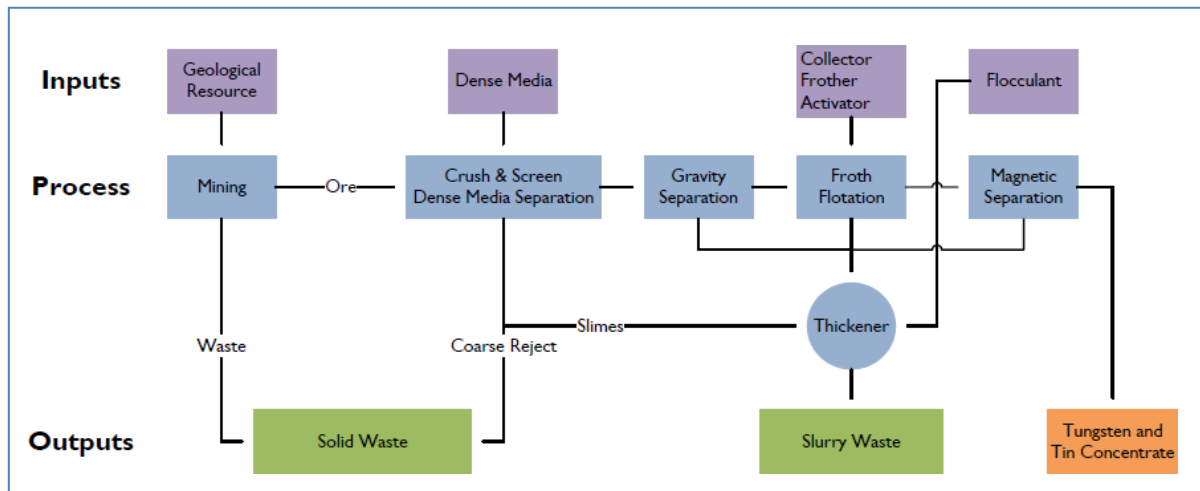 Inputs
Geological
Resource
Dense Media
Collector
Frother
Activator
Flocculant
Process
Mining
Ore
Crush & Screen
Dense Media Separation
Gravity
Separation
Froth
Flotation
Magnetic
Separation
Slimes
Thickener
Waste
Coarse Reject
Outputs
Solid Waste
Slurry Waste
Tungsten and
Tin Concentrate